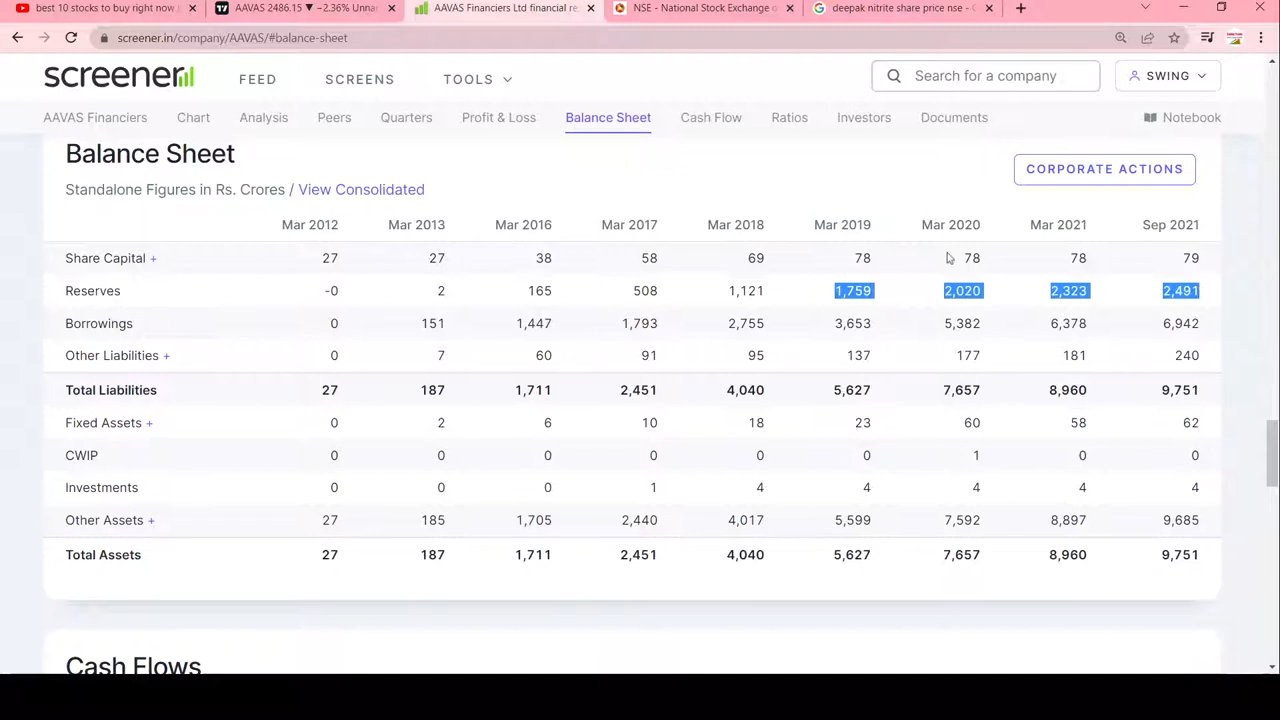 best 10 stocks to buy right now
AAVAS 2486.15 ▼ −2.36% Unna
AAVAS Financiers Ltd financial re
NSE - National Stock Exchange o
deepak nitrite share price nse - G
screener.in/company/AAVAS/#balance-sheet
screener
FEED
SCREENS
TOOLS
Search for a company
SWING
AAVAS Financiers
Chart
Analysis
Peers
Quarters
Profit & Loss
Balance Sheet
Cash Flow
Ratios
Investors
Documents
Notebook
Balance Sheet
CORPORATE ACTIONS
Standalone Figures in Rs. Crores / View Consolidated
Mar 2012 Mar 2013 Mar 2016 Mar 2017 Mar 2018 Mar 2019 Mar 2020 Mar 2021 Sep 2021
Share Capital + 27 27 38 58 69 78 78 78 79
Reserves -0 2 165 508 1,121 1,759 2,020 2,323 2,491
Borrowings 0 151 1,447 1,793 2,755 3,653 5,382 6,378 6,942
Other Liabilities + 0 7 60 91 95 137 177 181 240
Total Liabilities 27 187 1,711 2,451 4,040 5,627 7,657 8,960 9,751
Fixed Assets + 0 2 6 10 18 23 60 58 62
CWIP 0 0 0 0 0 0 1 0 0
Investments 0 0 0 1 4 4 4 4 4
Other Assets + 27 185 1,705 2,440 4,017 5,599 7,592 8,897 9,685
Total Assets 27 187 1,711 2,451 4,040 5,627 7,657 8,960 9,751
Cash Flows